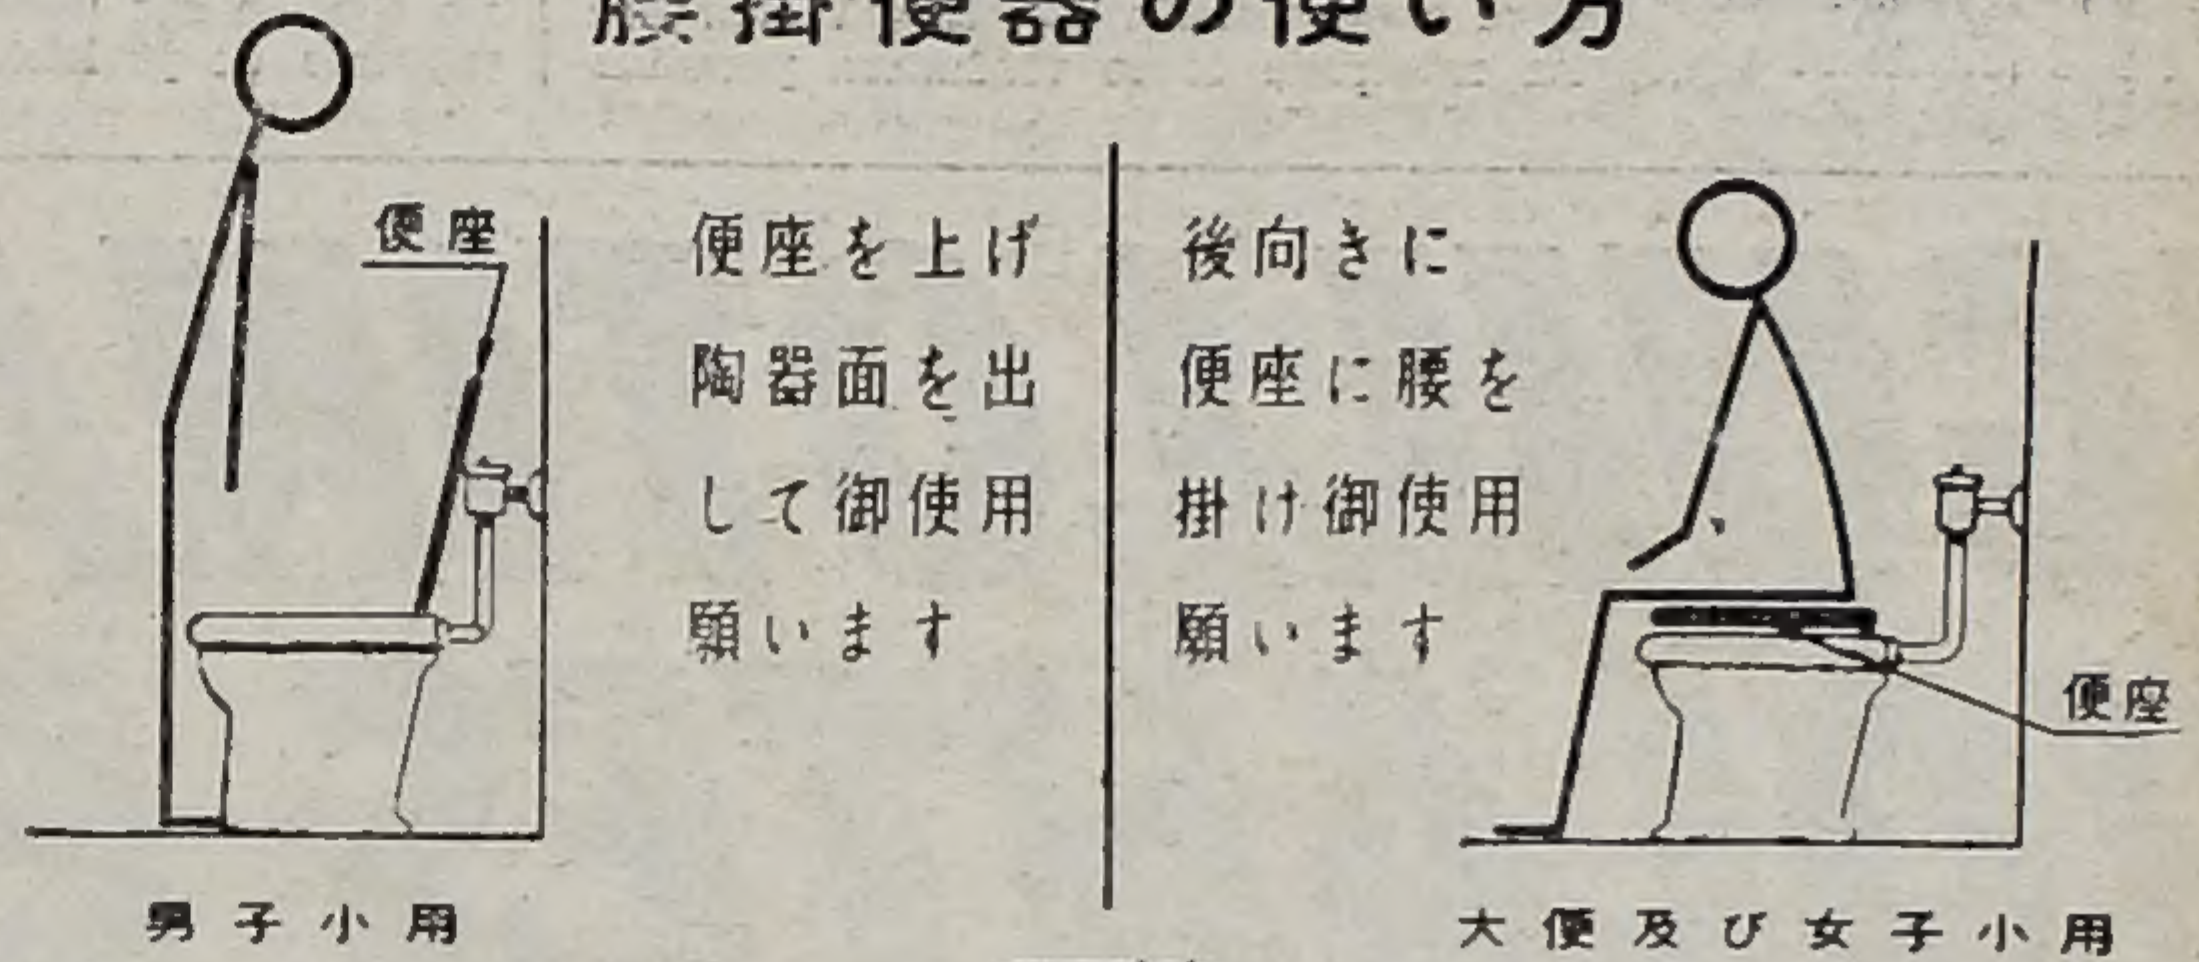 腰掛便器の使い方
便座
便座を上げ
陶器面を出
して御使用
願います
男子小用
後向きに
便座に腰を
掛け御使用
願います
便座
大便及び女子小用